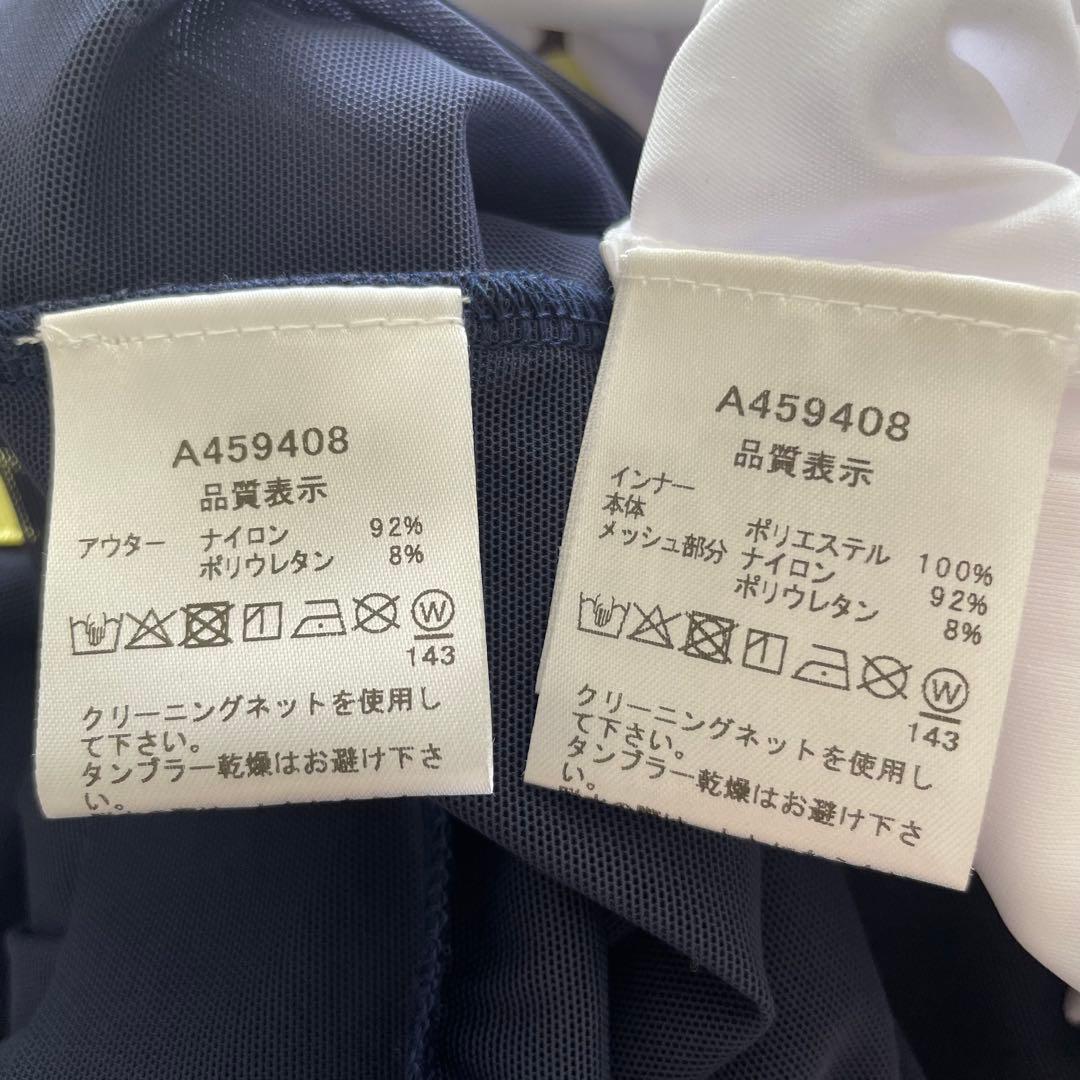 A459408
品質表示
アウター ナイロン 92%
ポリウレタン 8%
W
143
クリーニングネットを使用し
て下さい。
タンブラー乾燥はお避け下さ
い。
A459408
品質表示
インナー
本体 ポリエステル 100%
メッシュ部分 ナイロン 92%
ポリウレタン 8%
W
143
クリーニングネットを使用し
て下さい。
タンブラー乾燥はお避け下さ
い。